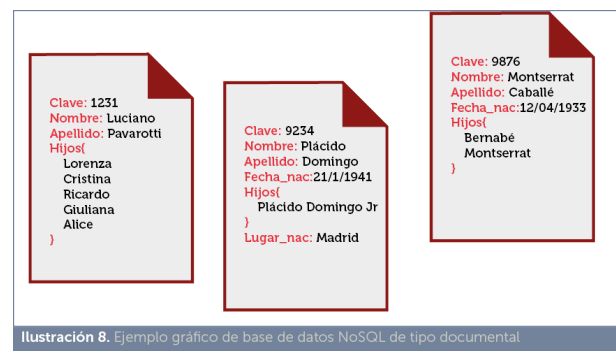 Clave: 1231
Nombre: Luciano
Apellido: Pavarotti
Hijos{
Lorenza
Cristina
Ricardo
Giuliana
Alice
}
Clave: 9234
Nombre: Plácido
Apellido: Domingo
Fecha_nac:21/1/1941
Hijos{
Plácido Domingo Jr
}
Lugar_nac: Madrid
Clave: 9876
Nombre: Montserrat
Apellido: Caballé
Fecha_nac:12/04/1933
Hijos{
Bernabé
Montserrat
}
Ilustración 8. Ejemplo gráfico de base de datos NoSQL de tipo documental